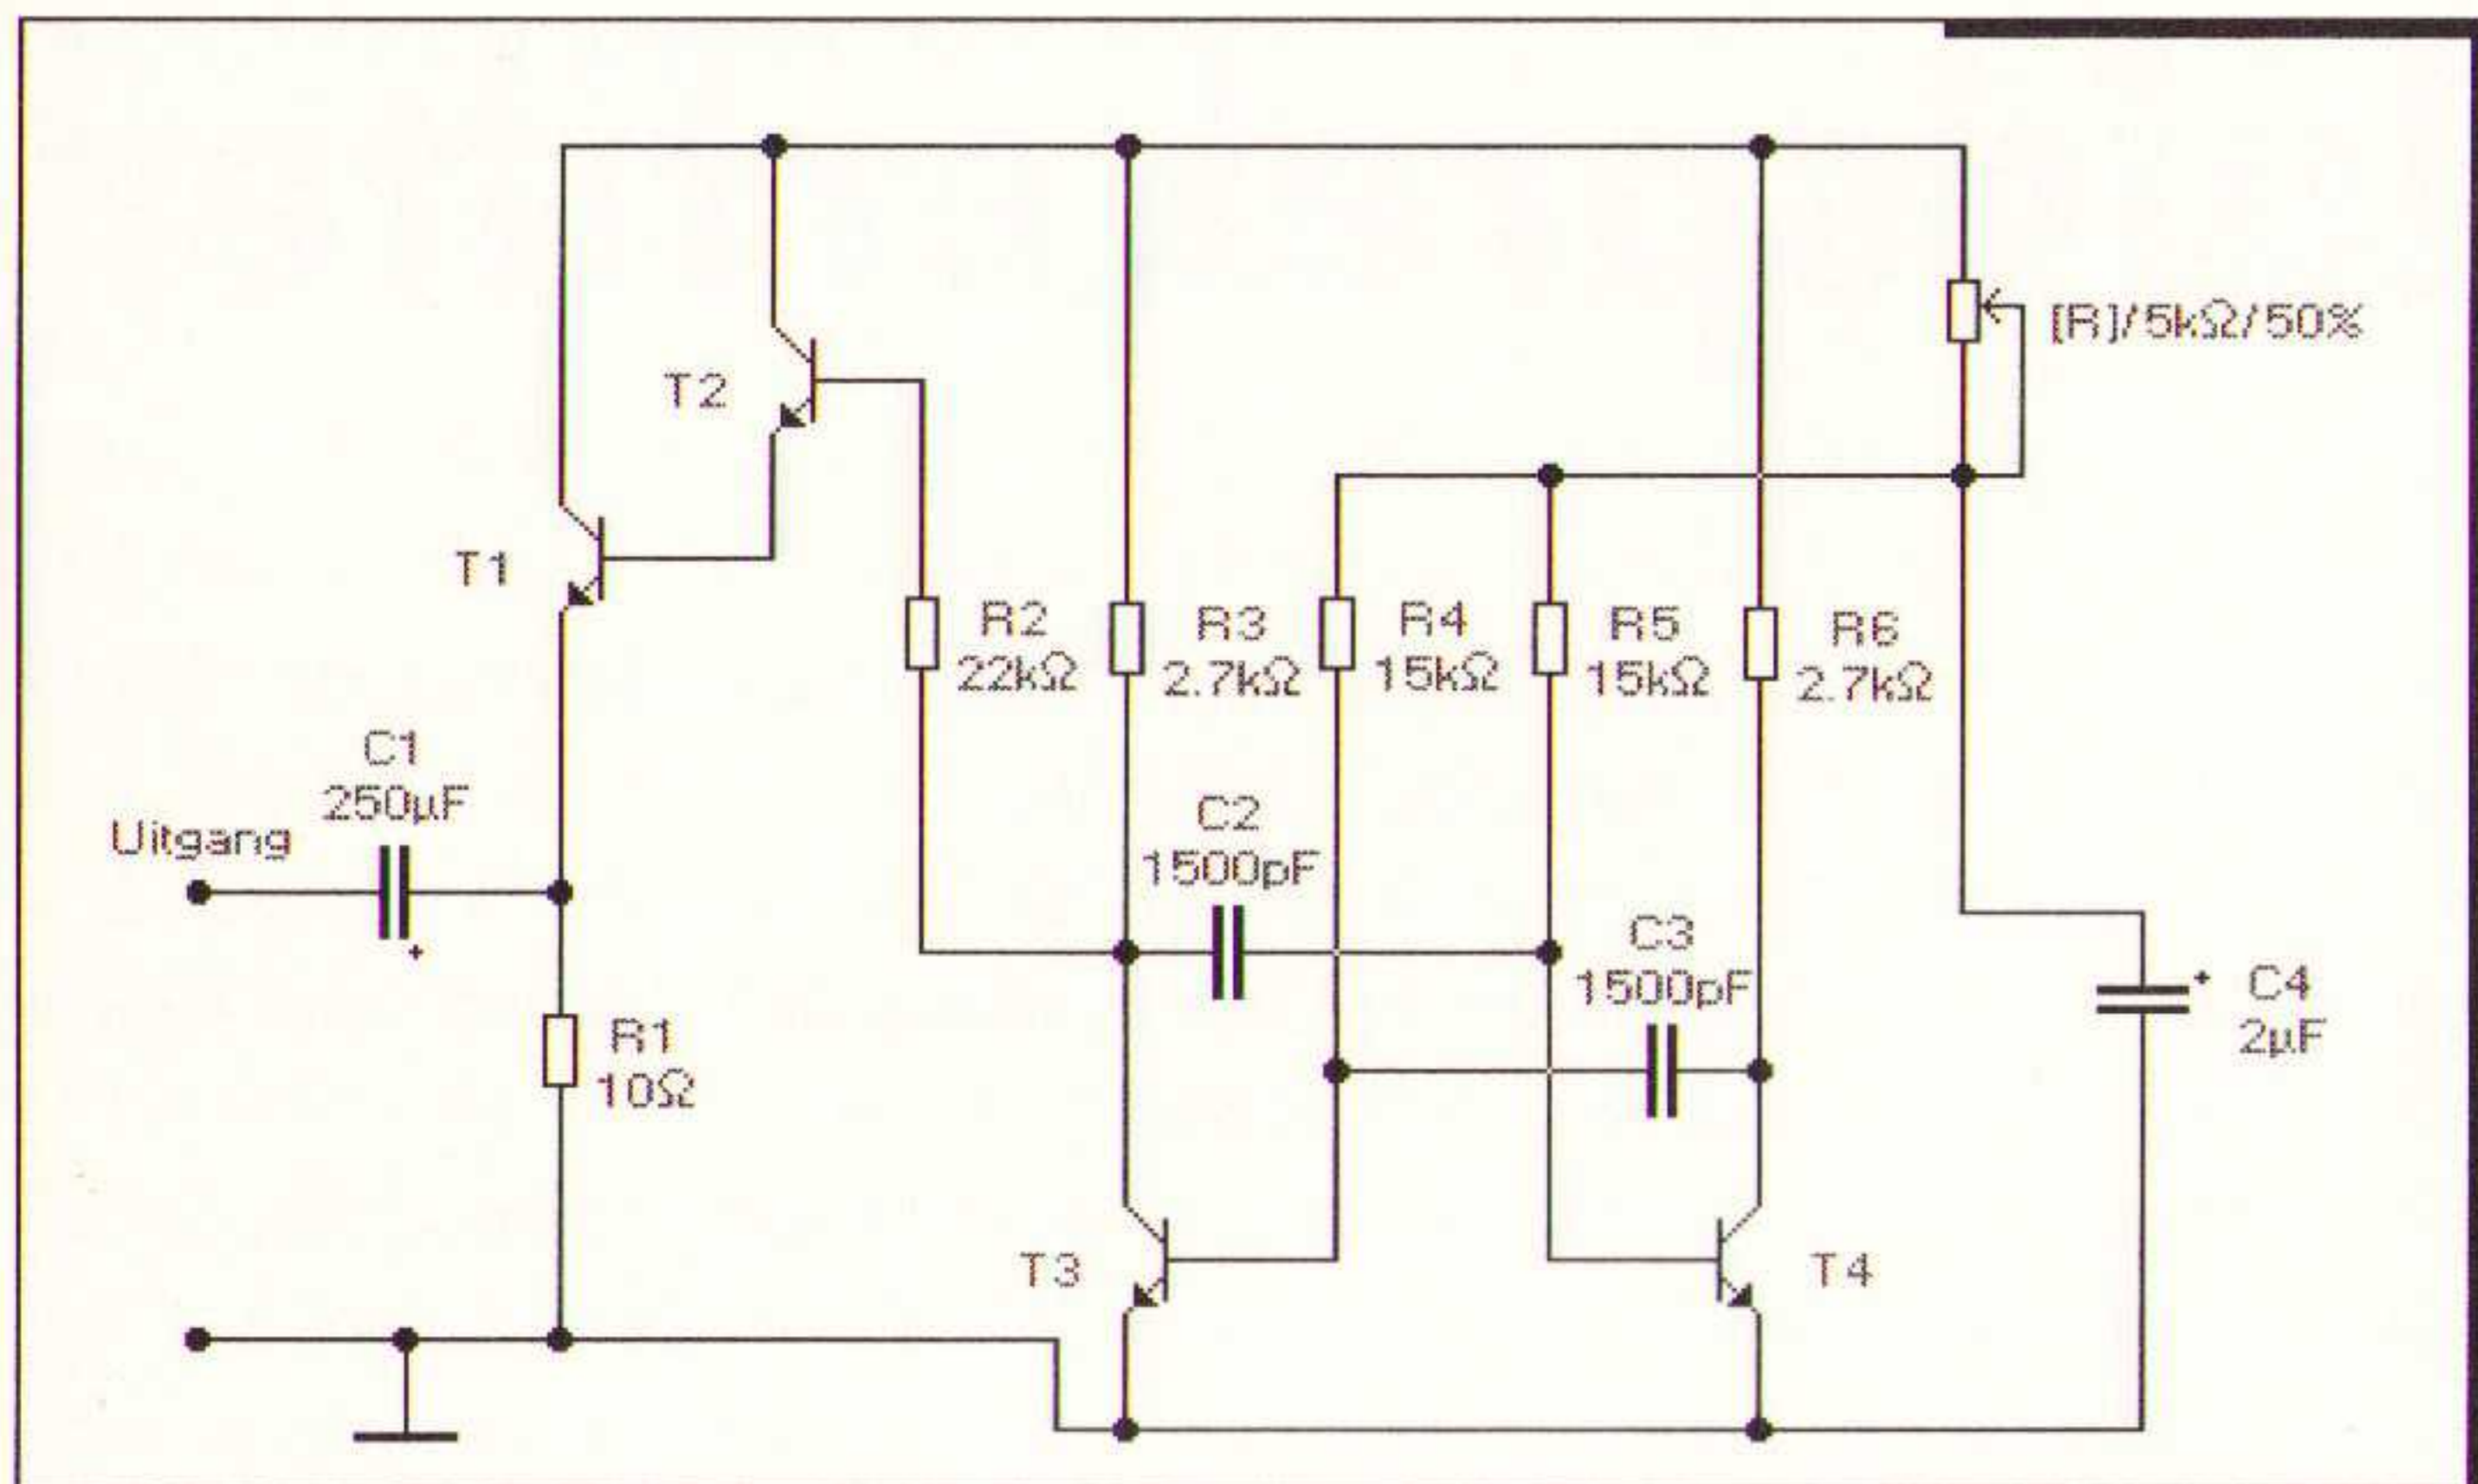 [R]/5kΩ/50%
T2
T1
R2
22kΩ
R3
2.7kΩ
R4
15kΩ
R5
15kΩ
R6
2.7kΩ
C1
250µF
Uitgang
+
C2
1500pF
C3
1500pF
+
C4
2µF
R1
10Ω
T3
T4